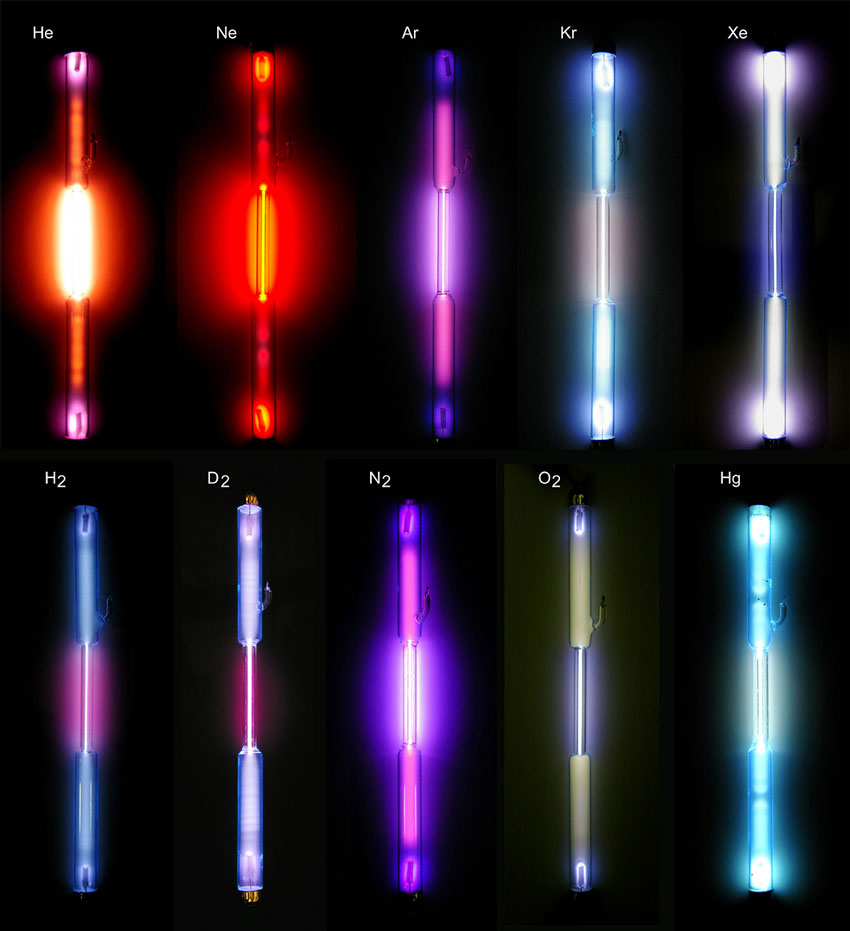 He Ne Ar Kr Xe
H2 D2 N2 O2 Hg